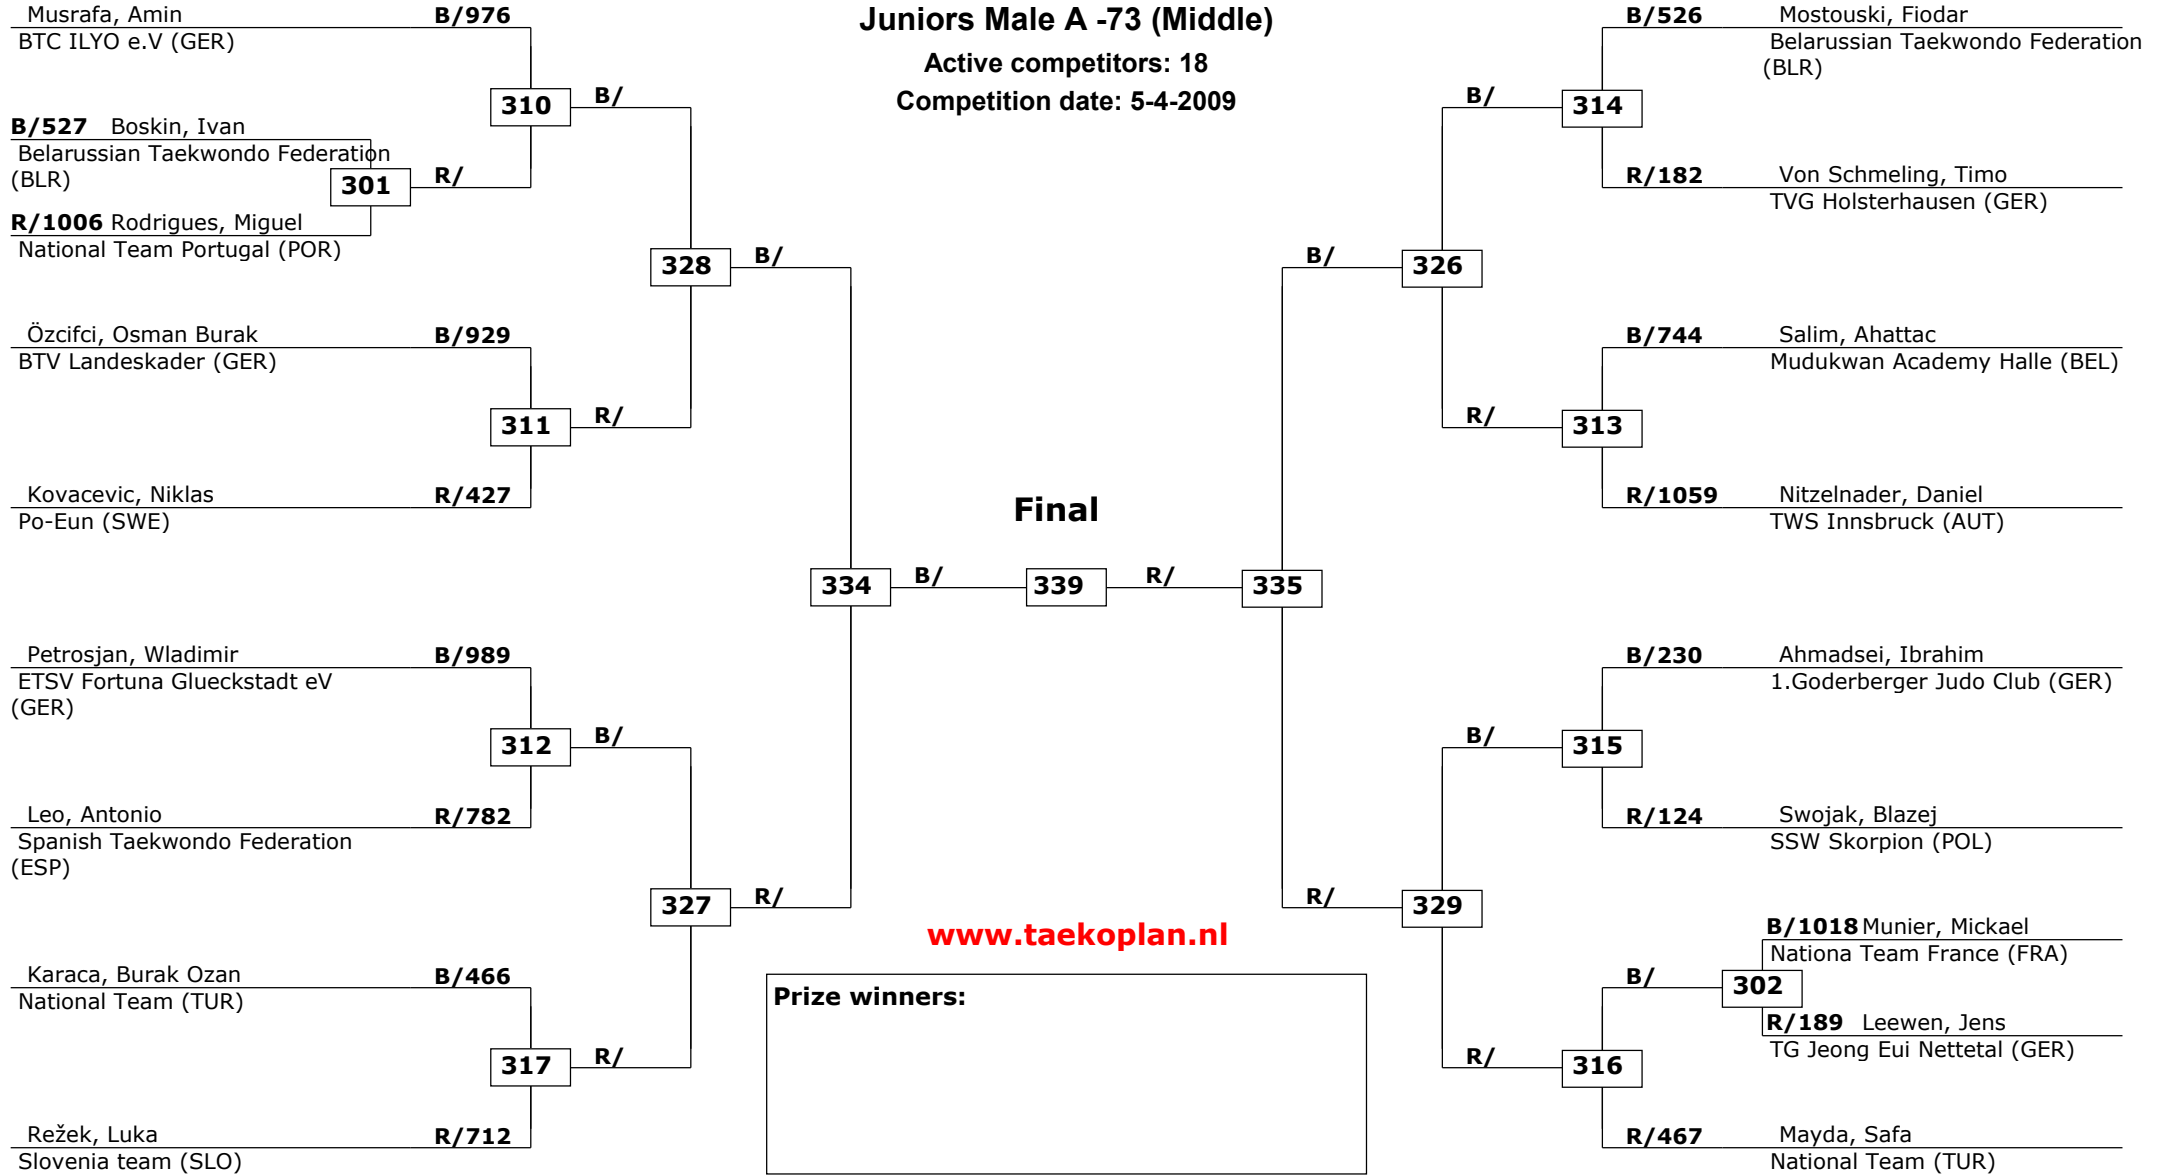 Juniors Male A -73 (Middle)
Active competitors: 18
Competition date: 5-4-2009
Musrafa, Amin B/976
BTC ILYO e.V (GER)
310 B/
B/527 Boskin, Ivan
Belarussian Taekwondo Federation
(BLR)
301 R/
R/1006 Rodrigues, Miguel
National Team Portugal (POR)
328 B/
Özcifci, Osman Burak B/929
BTV Landeskader (GER)
311 R/
Kovacevic, Niklas R/427
Po-Eun (SWE)
334 B/
Petrosjan, Wladimir B/989
ETSV Fortuna Glueckstadt eV
(GER)
312 B/
Leo, Antonio R/782
Spanish Taekwondo Federation
(ESP)
327 R/
Karaca, Burak Ozan B/466
National Team (TUR)
317 R/
Režek, Luka R/712
Slovenia team (SLO)
Final
339
www.taekoplan.nl
Prize winners:
B/526 Mostouski, Fiodar
Belarussian Taekwondo Federation
(BLR)
B/ 314
R/182 Von Schmeling, Timo
TVG Holsterhausen (GER)
B/ 326
B/744 Salim, Ahattac
Mudukwan Academy Halle (BEL)
R/ 313
R/1059 Nitzelnader, Daniel
TWS Innsbruck (AUT)
R/ 335
B/230 Ahmadsei, Ibrahim
1.Goderberger Judo Club (GER)
B/ 315
R/124 Swojak, Blazej
SSW Skorpion (POL)
R/ 329
B/1018 Munier, Mickael
Nationa Team France (FRA)
B/ 302
R/189 Leewen, Jens
TG Jeong Eui Nettetal (GER)
R/ 316
R/467 Mayda, Safa
National Team (TUR)